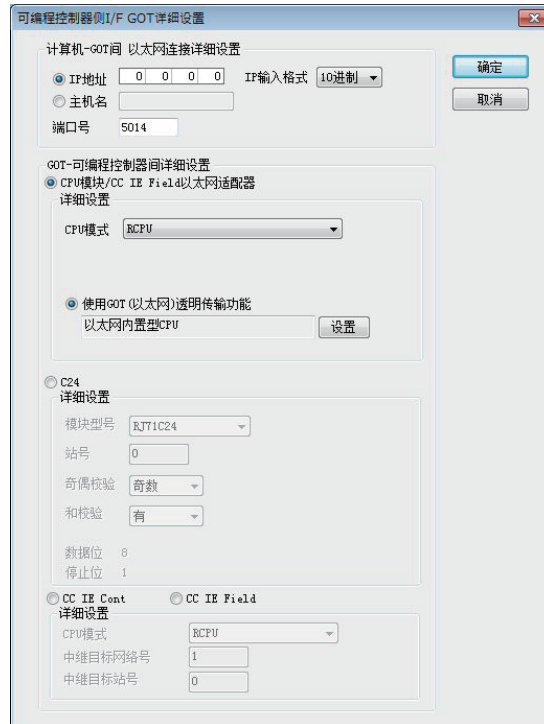 可编程控制器侧I/F GOT详细设置
计算机-GOT间 以太网连接详细设置
IP地址 0 0 0 0 IP输入格式 10进制
主机名
端口号 5014
确定
取消
GOT-可编程控制器间详细设置
CPU模块/CC IE Field以太网适配器
详细设置
CPU模式 RCPU
使用GOT(以太网)透明传输功能
以太网内置型CPU 设置
C24
详细设置
模块型号 RJ71C24
站号 0
奇偶校验 奇数
和校验 有
数据位 8
停止位 1
CC IE Cont CC IE Field
详细设置
CPU模式 RCPU
中继目标网络号 1
中继目标站号 0